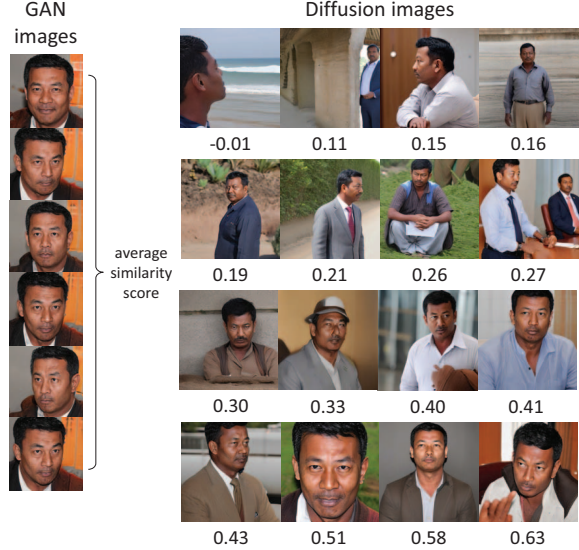 GAN
images
Diffusion images
average
similarity
score
-0.01 0.11 0.15 0.16
0.19 0.21 0.26 0.27
0.30 0.33 0.40 0.41
0.43 0.51 0.58 0.63